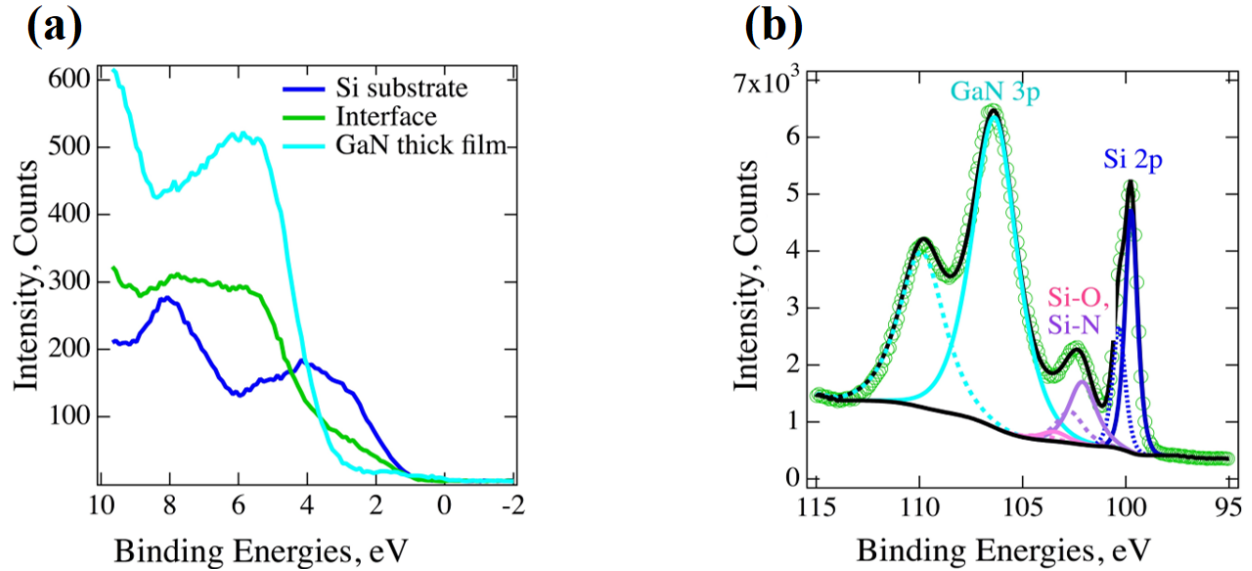 (a)
600
500
400
300
200
100
Intensity, Counts
Si substrate
Interface
GaN thick film
10 8 6 4 2 0 -2
Binding Energies, eV
(b)
7x10³
6
5
4
3
2
1
0
Intensity, Counts
GaN 3p
Si 2p
Si-O,
Si-N
115 110 105 100 95
Binding Energies, eV